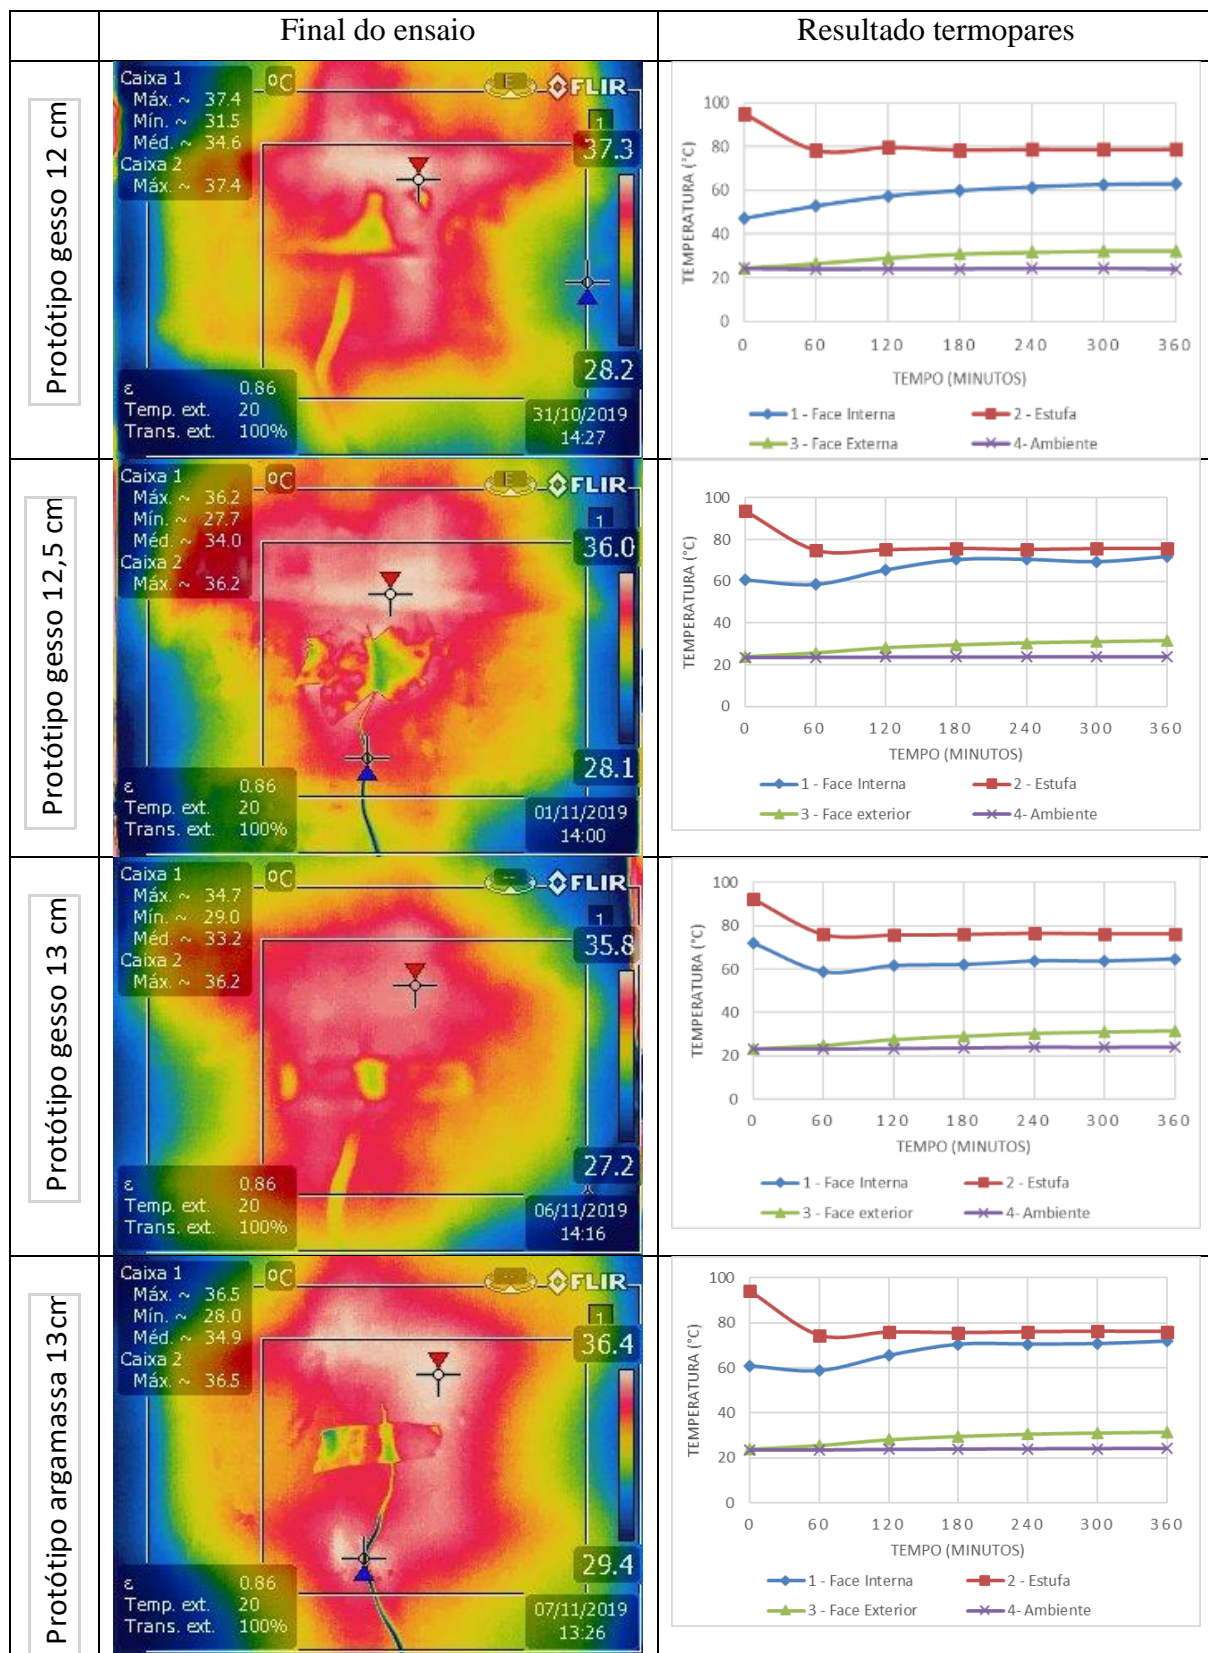 Final do ensaio
Resultado termopares
Protótipo gesso 12 cm
Caixa 1
Máx. ~ 37.4
Mín. ~ 31.5
Méd. ~ 34.6
Caixa 2
Máx. ~ 37.4
°C
E
FLIR
1
37.3
28.2
ε 0.86
Temp. ext. 20
Trans. ext. 100%
31/10/2019
14:27
TEMPERATURA (°C)
100
80
60
40
20
0
0 60 120 180 240 300 360
TEMPO (MINUTOS)
1 - Face Interna
2 - Estufa
3 - Face Externa
4- Ambiente
Protótipo gesso 12,5 cm
Caixa 1
Máx. ~ 36.2
Mín. ~ 27.7
Méd. ~ 34.0
Caixa 2
Máx. ~ 36.2
°C
E
FLIR
1
36.0
28.1
ε 0.86
Temp. ext. 20
Trans. ext. 100%
01/11/2019
14:00
TEMPERATURA (°C)
100
80
60
40
20
0
0 60 120 180 240 300 360
TEMPO (MINUTOS)
1 - Face Interna
2 - Estufa
3 - Face exterior
4- Ambiente
Protótipo gesso 13 cm
Caixa 1
Máx. ~ 34.7
Mín. ~ 29.0
Méd. ~ 33.2
Caixa 2
Máx. ~ 36.2
°C
FLIR
1
35.8
27.2
ε 0.86
Temp. ext. 20
Trans. ext. 100%
06/11/2019
14:16
TEMPERATURA (°C)
100
80
60
40
20
0
0 60 120 180 240 300 360
TEMPO (MINUTOS)
1 - Face Interna
2 - Estufa
3 - Face exterior
4- Ambiente
Protótipo argamassa 13cm
Caixa 1
Máx. ~ 36.5
Mín. ~ 28.0
Méd. ~ 34.9
Caixa 2
Máx. ~ 36.5
°C
FLIR
1
36.4
29.4
ε 0.86
Temp. ext. 20
Trans. ext. 100%
07/11/2019
13:26
TEMPERATURA (°C)
100
80
60
40
20
0
0 60 120 180 240 300 360
TEMPO (MINUTOS)
1 - Face Interna
2 - Estufa
3 - Face Exterior
4- Ambiente